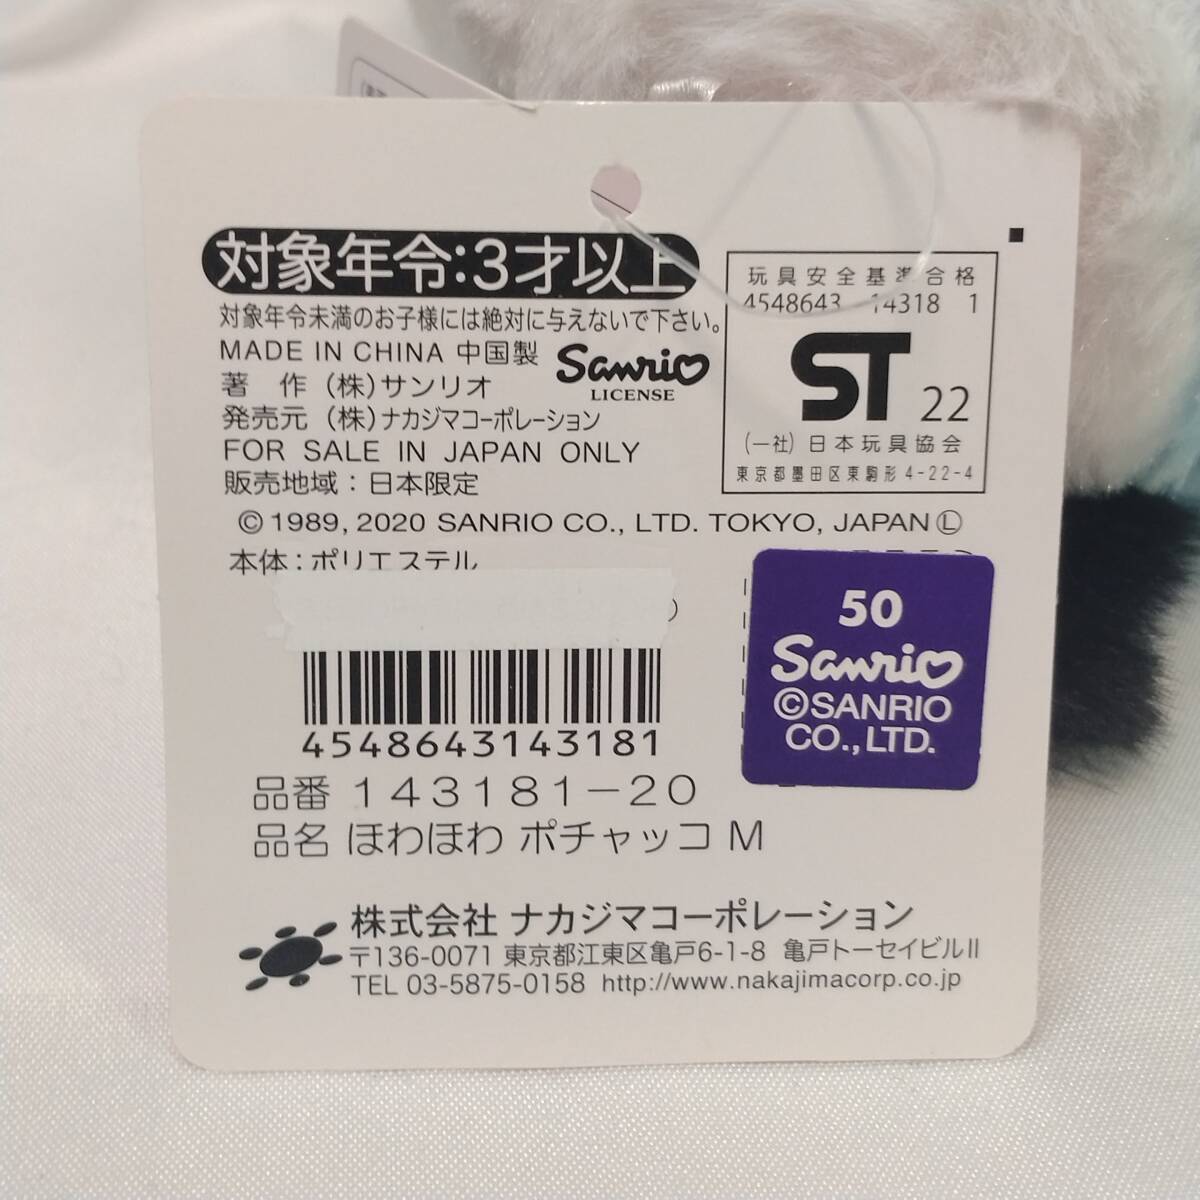 対象年令:3才以上
対象年令未満のお子様には絶対に与えないで下さい。
MADE IN CHINA 中国製
著 作 (株)サンリオ
Sanrio
LICENSE
発売元 (株)ナカジマコーポレーション
FOR SALE IN JAPAN ONLY
販売地域:日本限定
玩具安全基準合格
4548643 14318 1
ST 22
(一社)日本玩具協会
東京都墨田区東駒形4-22-4
© 1989, 2020 SANRIO CO., LTD. TOKYO, JAPAN Ⓛ
本体:ポリエステル
50
Sanrio
©SANRIO
CO.,LTD.
4548643143181
品番 143181-20
品名 ほわほわ ポチャッコ M
株式会社 ナカジマコーポレーション
〒136-0071 東京都江東区亀戸6-1-8 亀戸トーセイビルII
TEL 03-5875-0158 http://www.nakajimacorp.co.jp